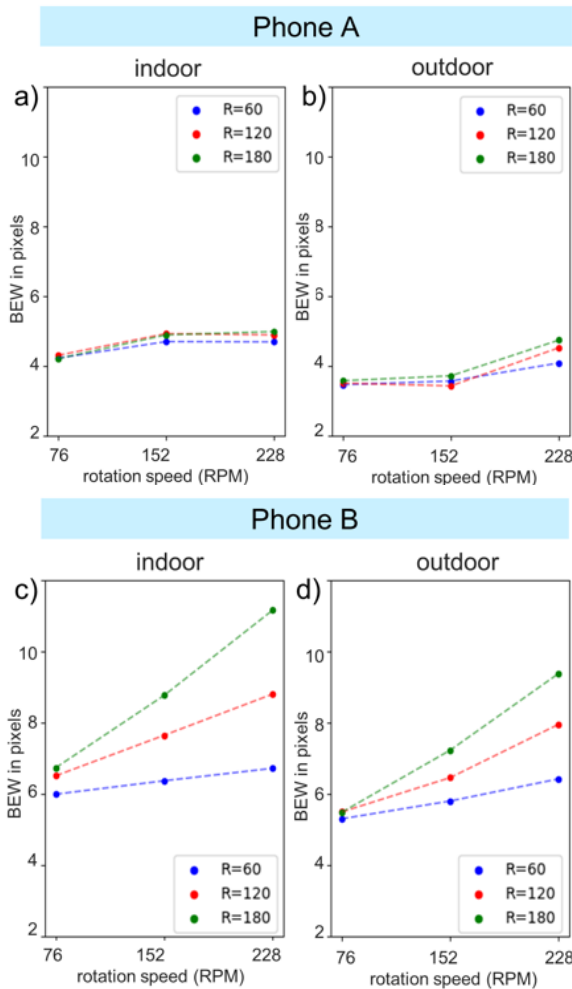 Phone A
indoor
outdoor
a)
b)
R=60
R=120
R=180
R=60
R=120
R=180
BEW in pixels
10
8
6
4
2
BEW in pixels
10
8
6
4
2
76
152
228
76
152
228
rotation speed (RPM)
rotation speed (RPM)
Phone B
indoor
outdoor
c)
d)
BEW in pixels
10
8
6
4
2
BEW in pixels
10
8
6
4
2
R=60
R=120
R=180
R=60
R=120
R=180
76
152
228
76
152
228
rotation speed (RPM)
rotation speed (RPM)